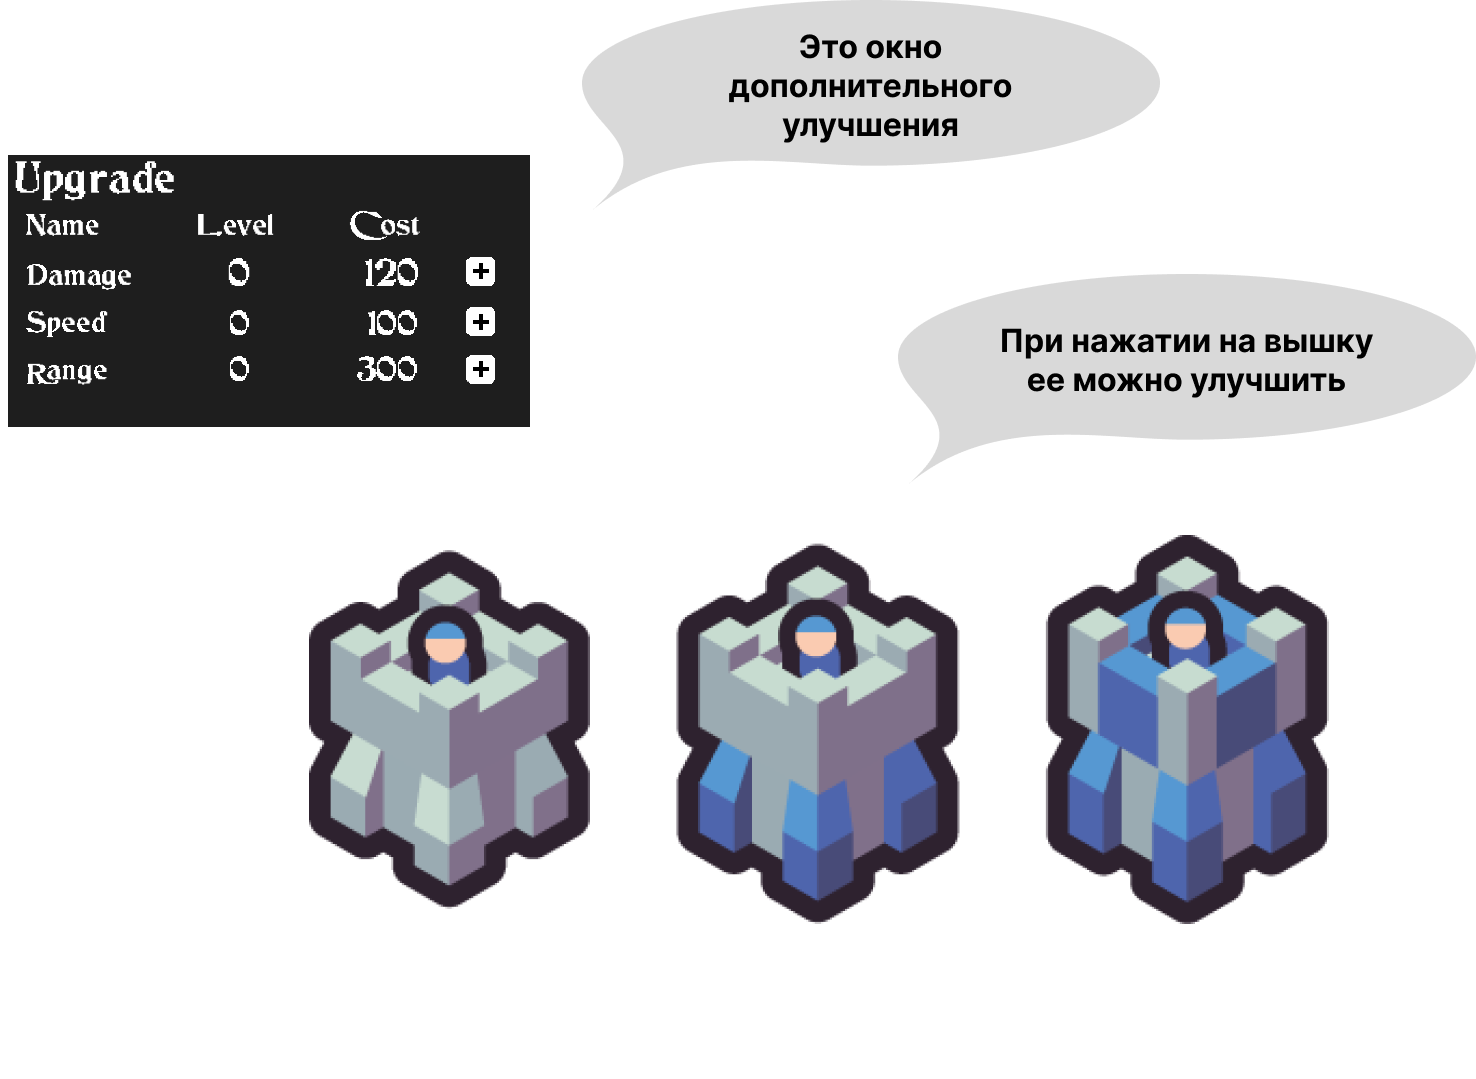 Это окно
дополнительного
улучшения
Upgrade
Name Level Cost
Damage 0 120 +
Speed 0 100 +
Range 0 300 +
При нажатии на вышку
ее можно улучшить